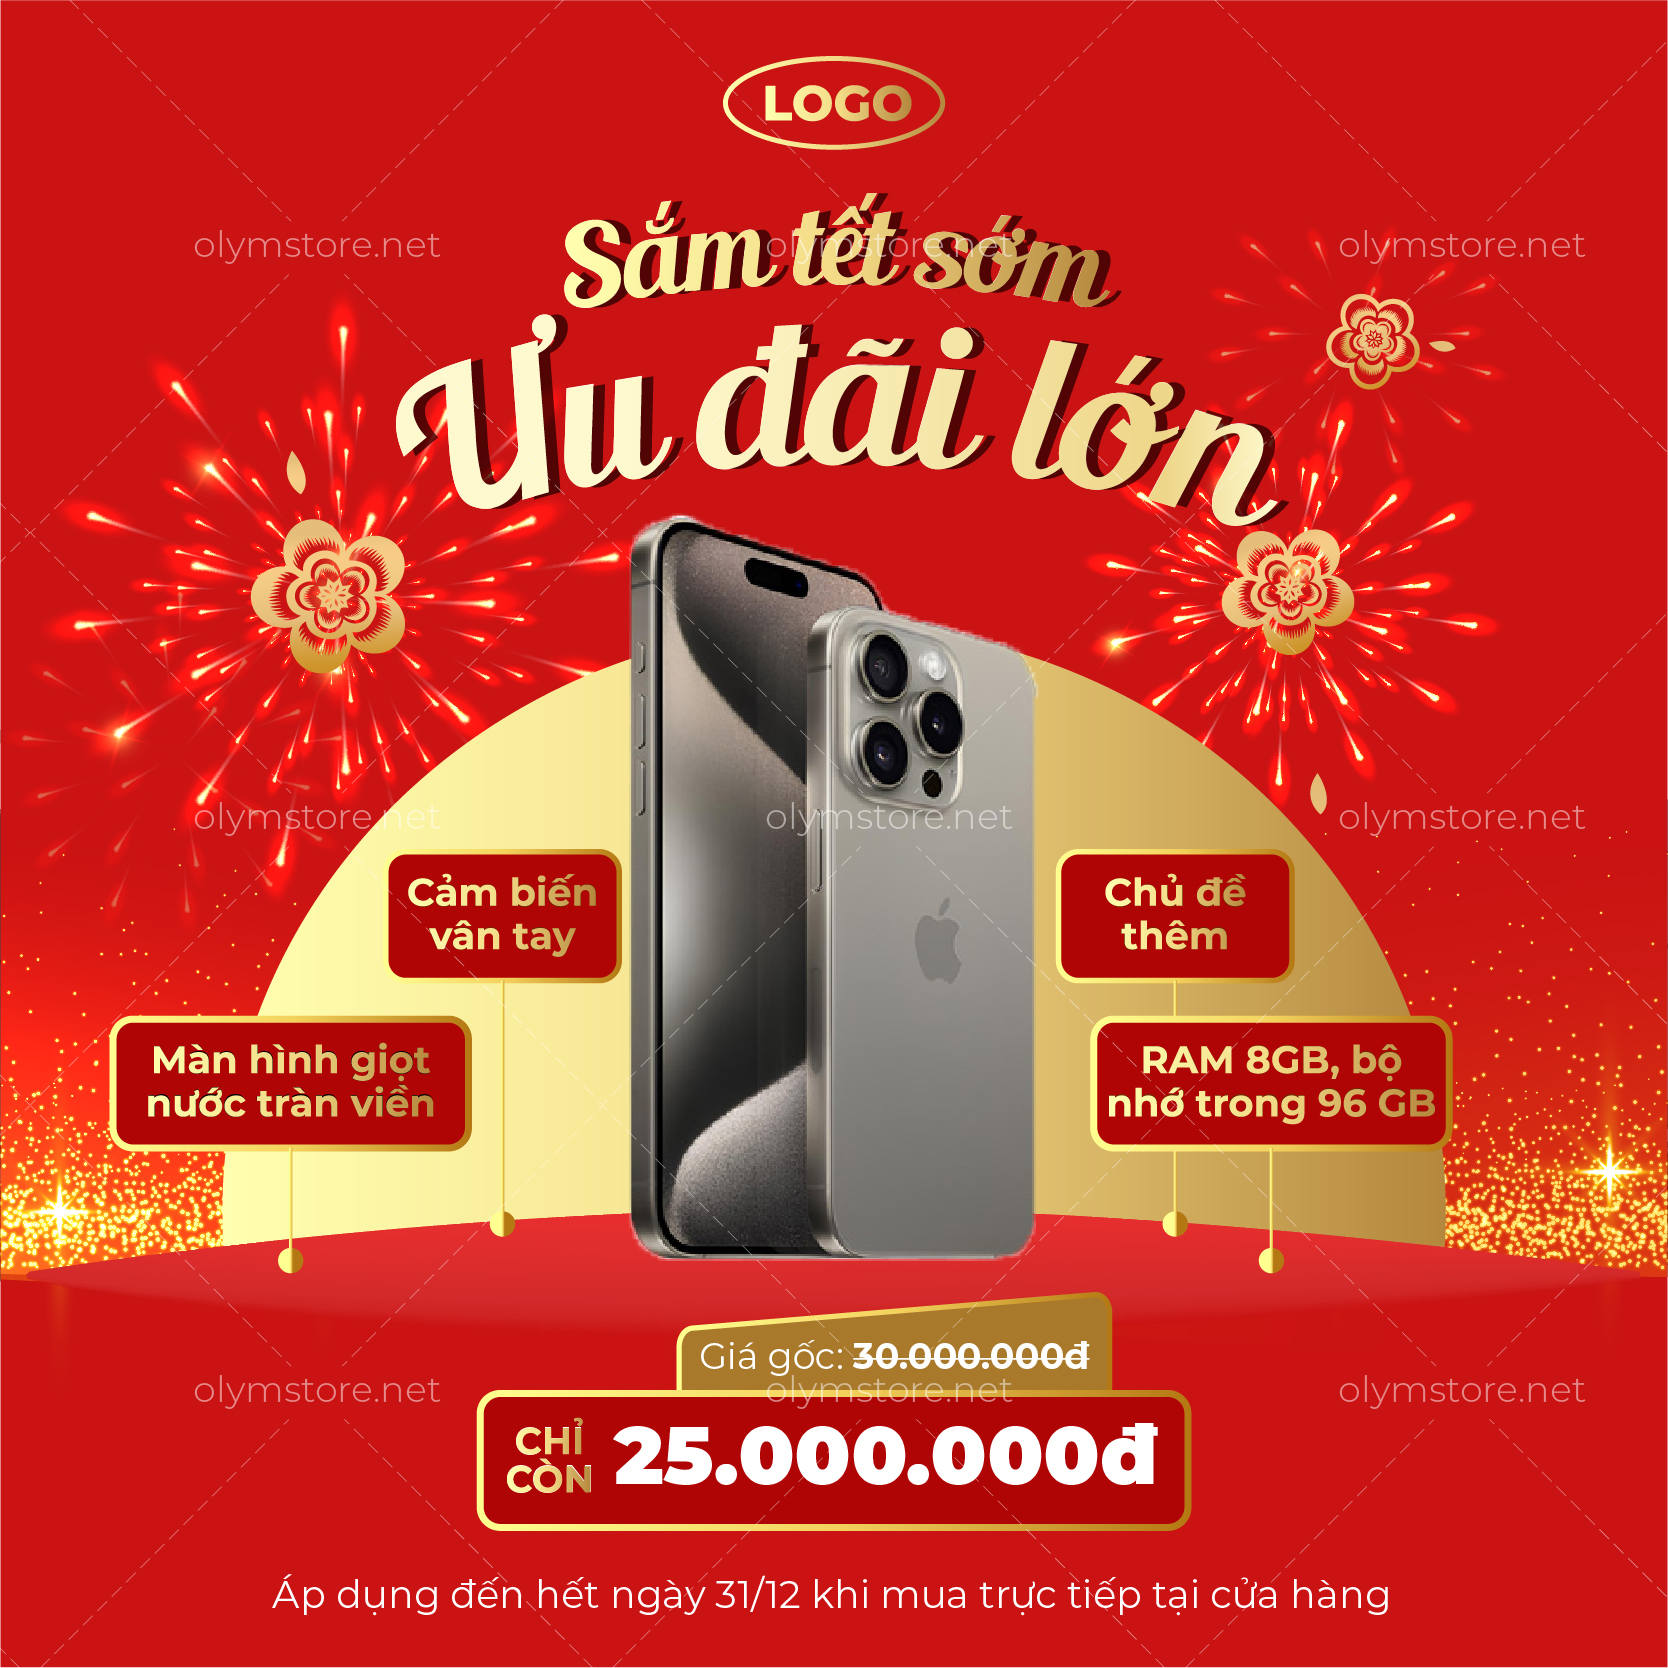 LOGO
Sắm tết sớm
Ưu đãi lớn
Cảm biến
vân tay
Chủ đề
thêm
Màn hình giọt
nước tràn viền
RAM 8GB, bộ
nhớ trong 96 GB
Giá gốc: 30.000.000đ
CHỈ
CÒN
25.000.000đ
Áp dụng đến hết ngày 31/12 khi mua trực tiếp tại cửa hàng
olymstore.net
olymstore.net
olymstore.net
olymstore.net
olymstore.net
olymstore.net
olymstore.net
olymstore.net
olymstore.net